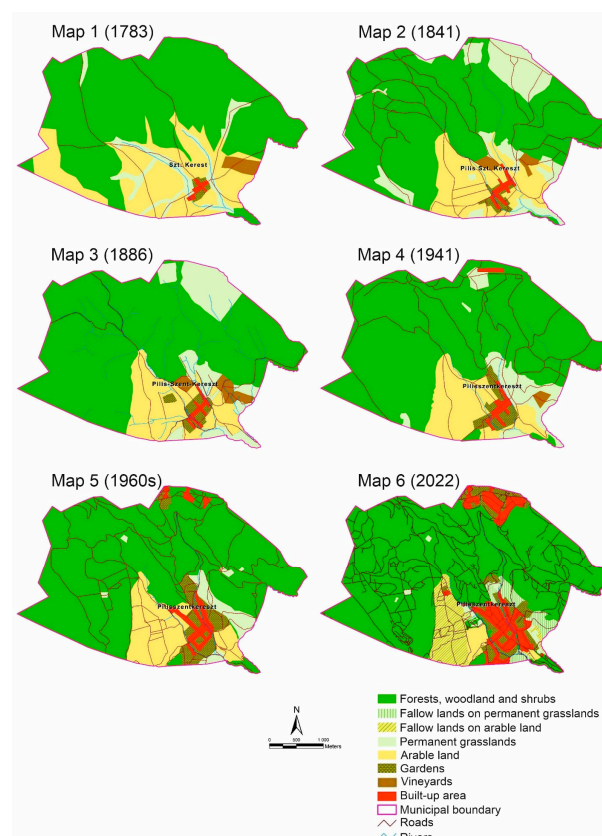 Map 1 (1783)
Map 2 (1841)
Szt. Kerest
Pilis Szt. Kereszt
Map 3 (1886)
Map 4 (1941)
Pilis-Szent-Kereszt
Pilisszentkereszt
Map 5 (1960s)
Map 6 (2022)
Pilisszentkereszt
Pilisszentkereszt
N
0 500 1 000
Meters
Forests, woodland and shrubs
Fallow lands on permanent grasslands
Fallow lands on arable land
Permanent grasslands
Arable land
Gardens
Vineyards
Built-up area
Municipal boundary
Roads
Rivers